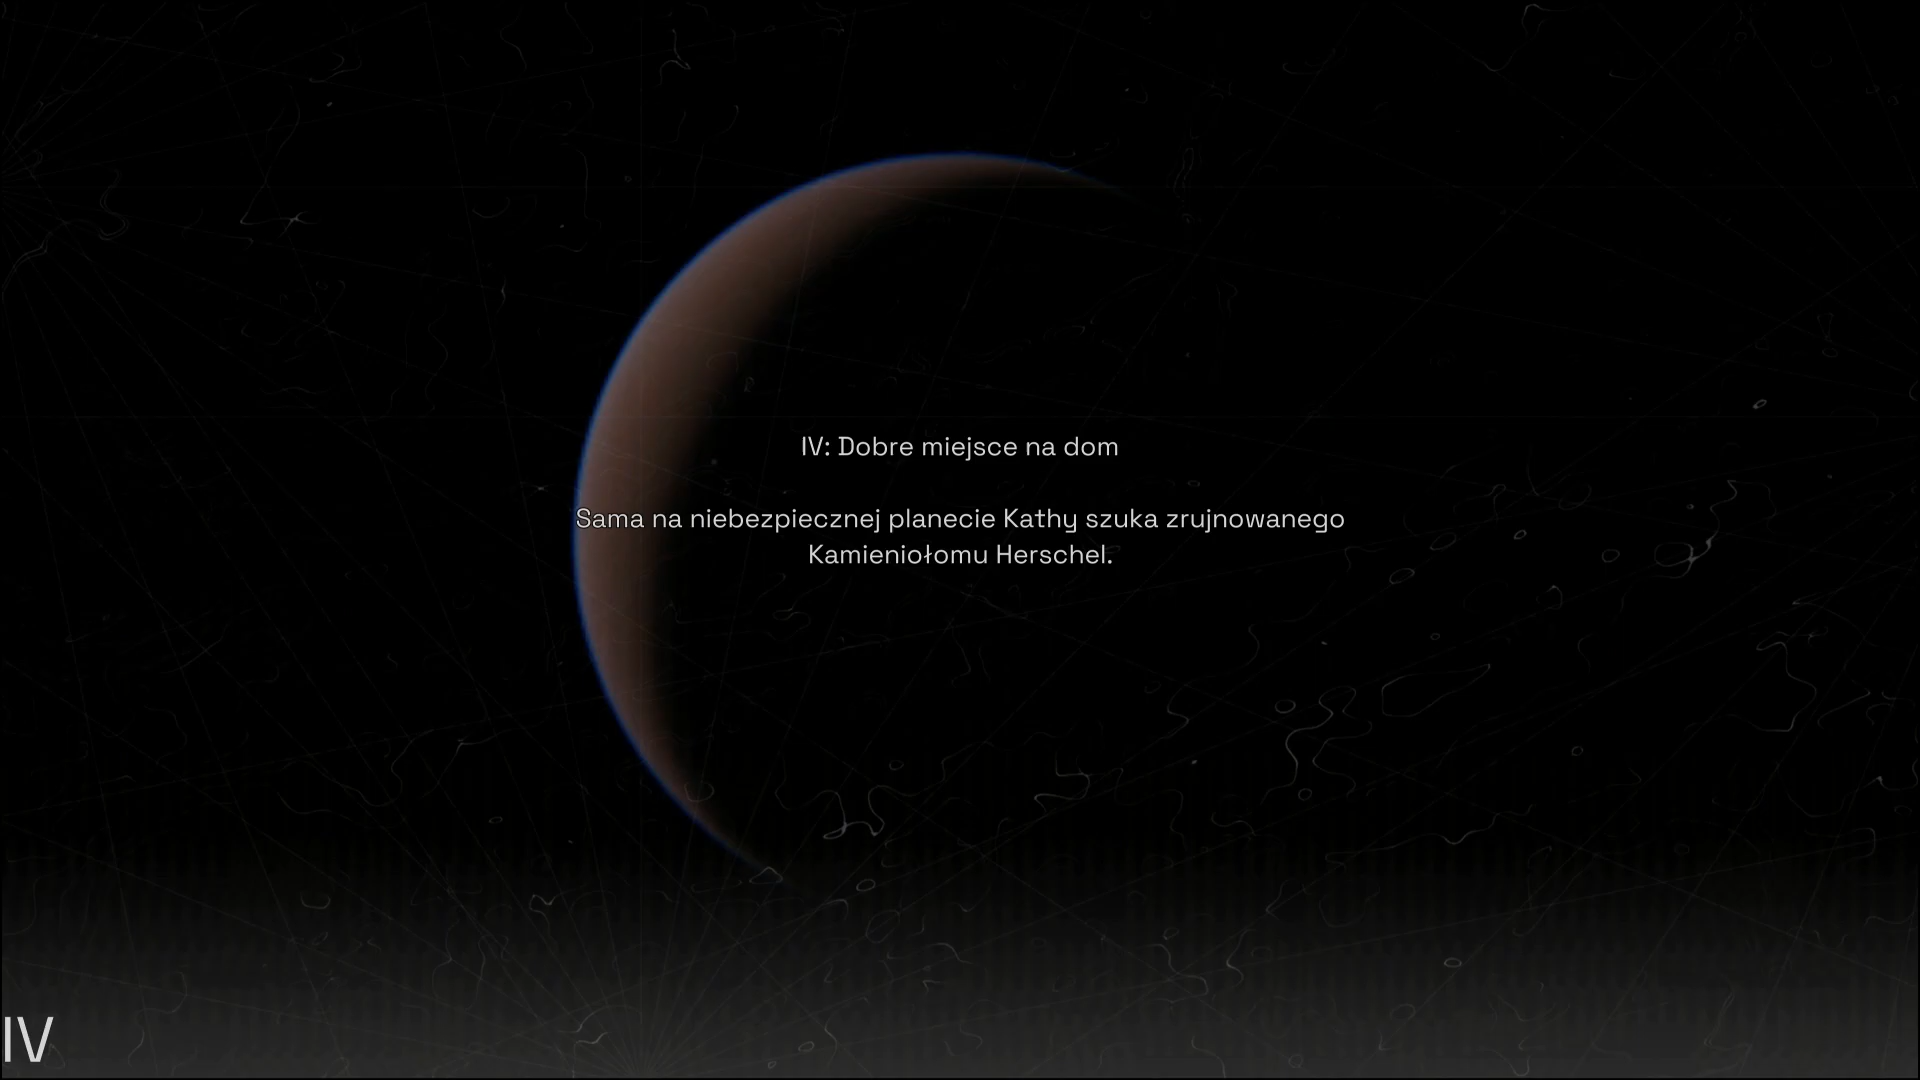 IV: Dobre miejsce na dom
Sama na niebezpiecznej planecie Kathy szuka zrujnowanego
Kamieniołomu Herschel.
IV